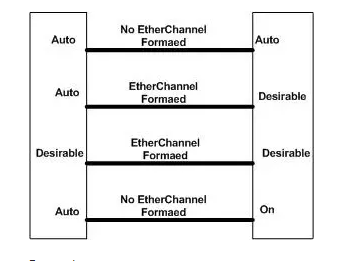 No EtherChannel
Formaed
Auto
Auto
EtherChannel
Formaed
Auto
Desirable
EtherChannel
Formaed
Desirable
Desirable
No EtherChannel
Formaed
Auto
On